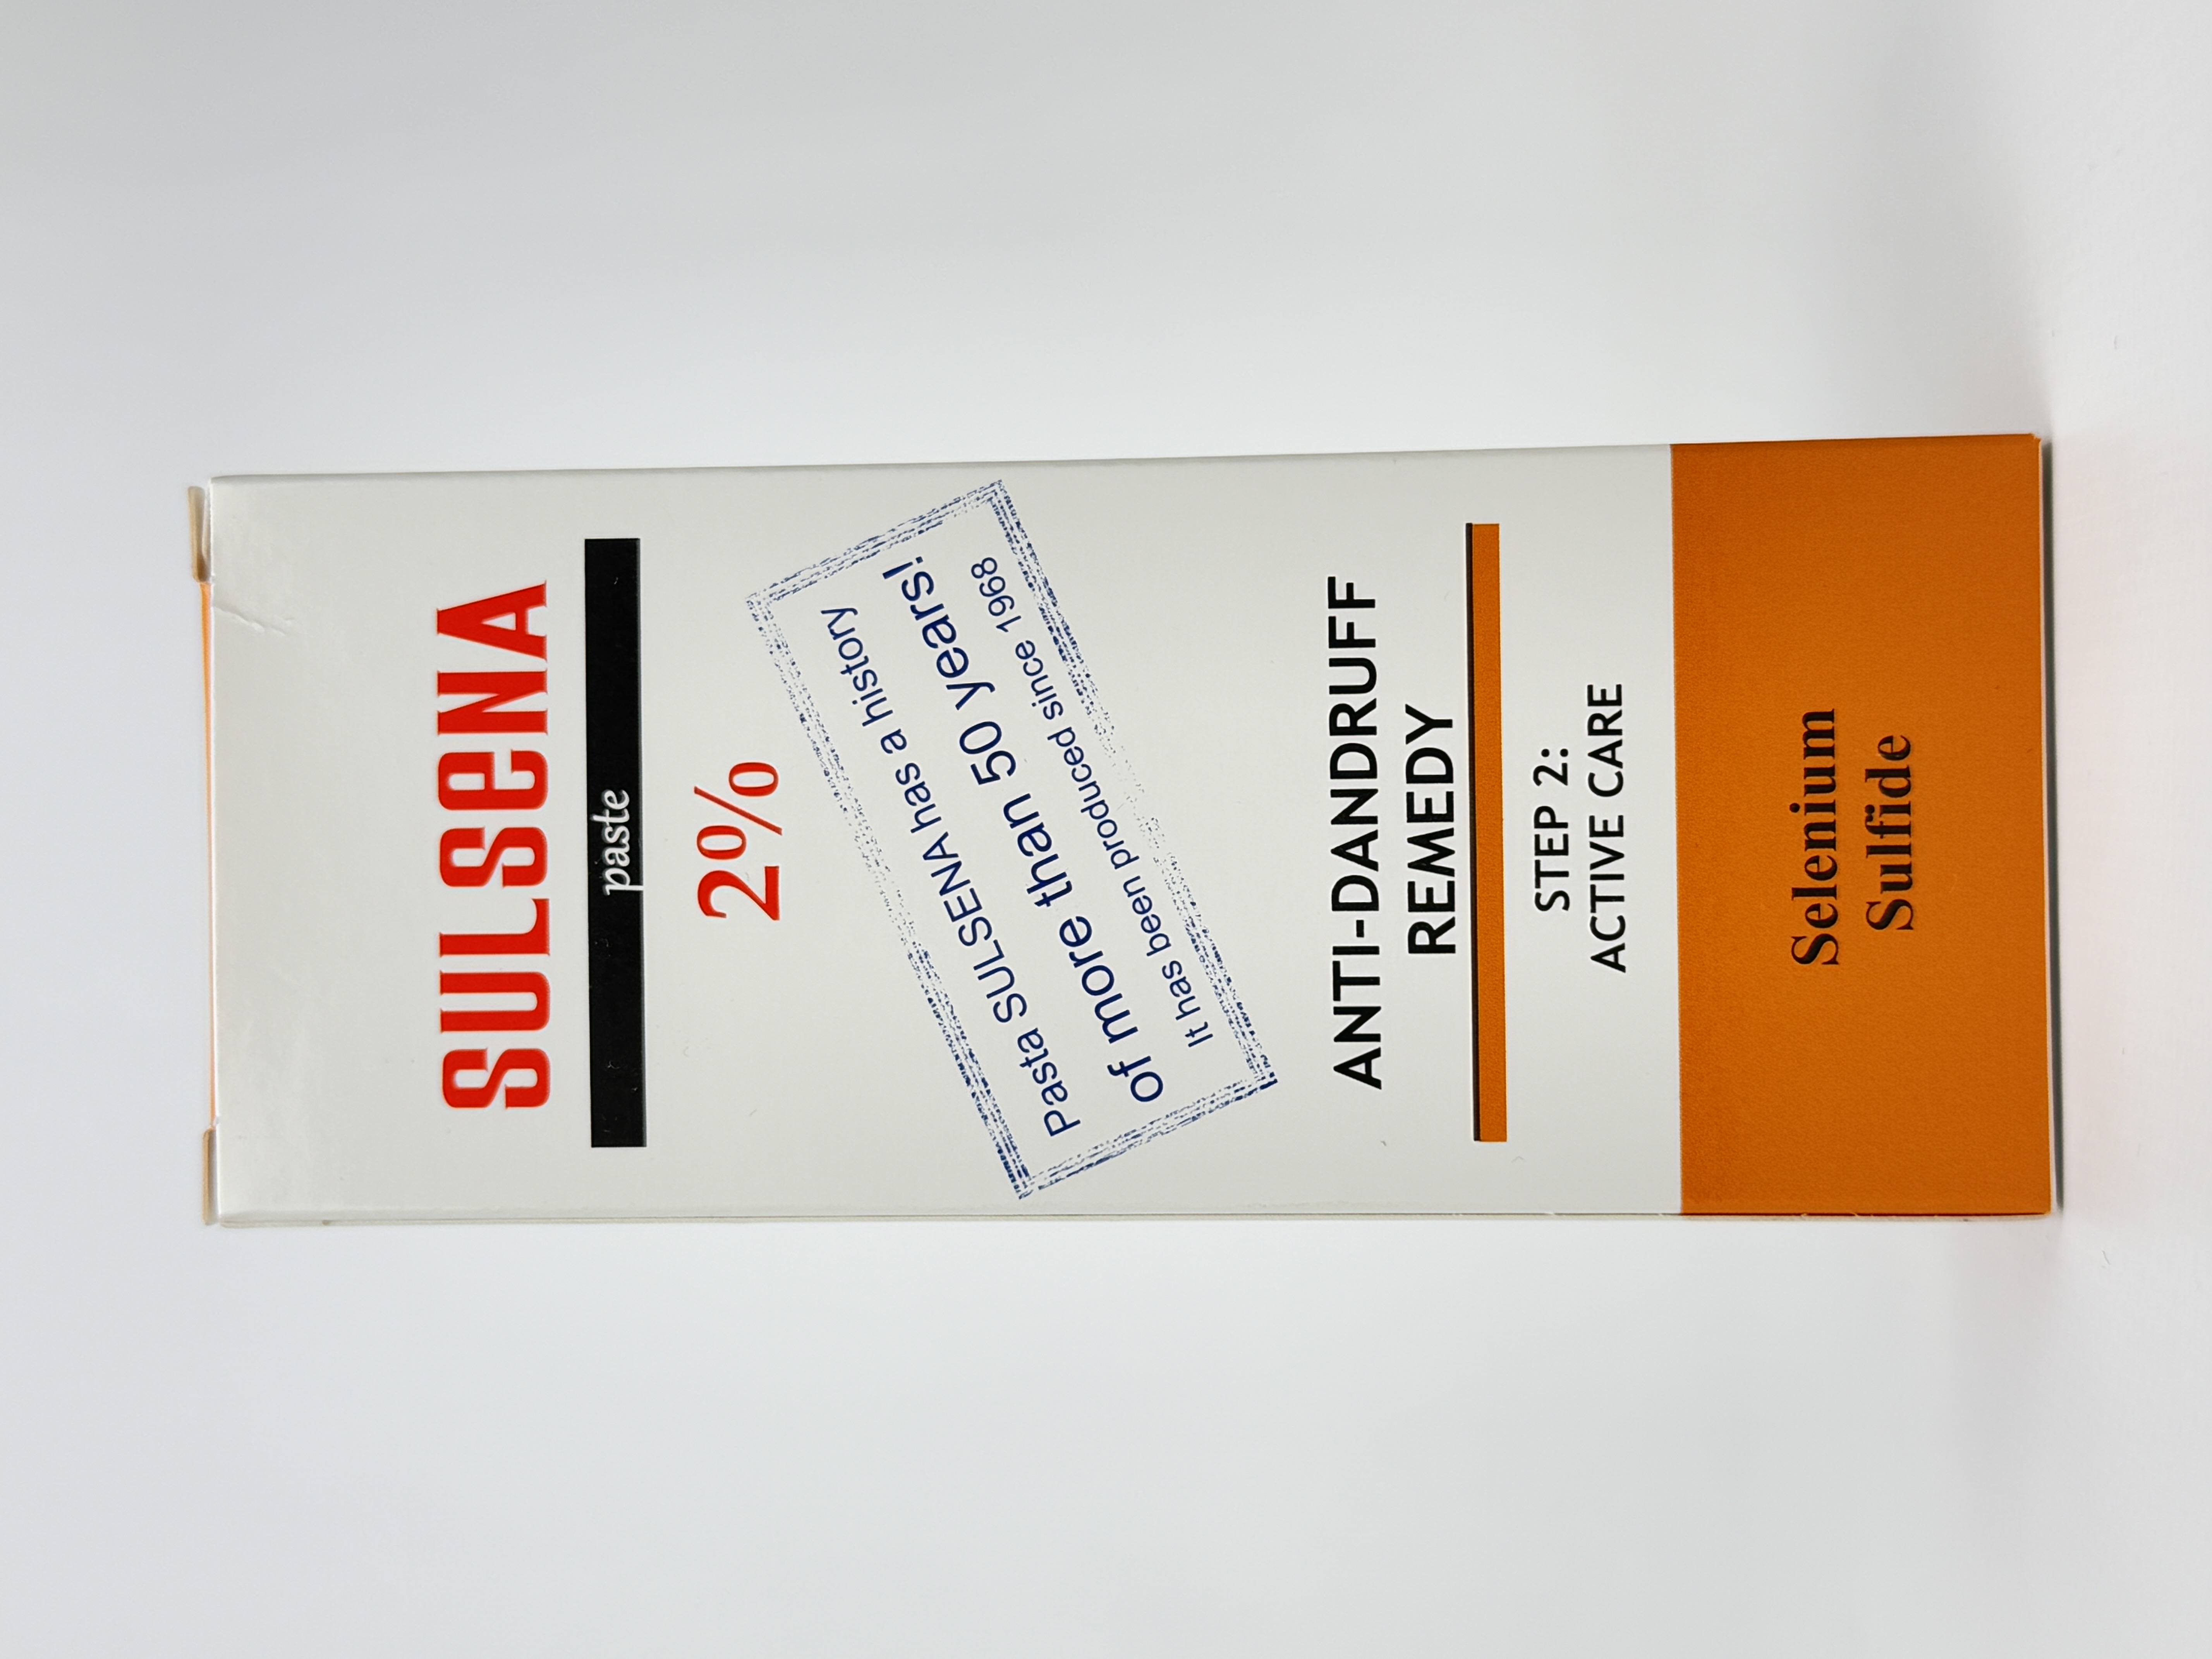 SULSENA
paste
2%
Pasta SULSENA has a history
of more than 50 years!
It has been produced since 1968
ANTI-DANDRUFF
REMEDY
STEP 2:
ACTIVE CARE
Selenium
Sulfide